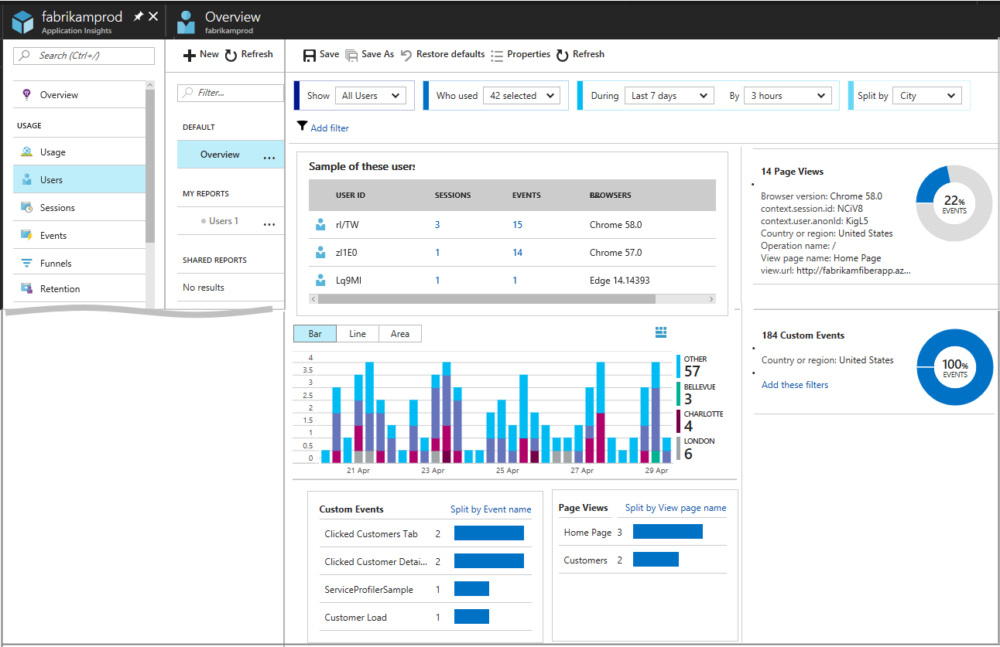 fabrikamprod
Application Insights
Overview
fabrikamprod
Search (Ctrl+/)
Overview
USAGE
Usage
Users
Sessions
Events
Funnels
Retention
New Refresh
Filter...
DEFAULT
Overview ...
MY REPORTS
Users 1 ...
SHARED REPORTS
No results
Save Save As Restore defaults Properties Refresh
Show All Users
Who used 42 selected
During Last 7 days By 3 hours
Split by City
Add filter
Sample of these users
USER ID SESSIONS EVENTS BROWSERS
rI/TW 3 15 Chrome 58.0
zI1E0 1 14 Chrome 57.0
Lq9MI 1 1 Edge 14.14393
Bar Line Area
4
3.5
3
2.5
2
1.5
1
0.5
0
21 Apr 23 Apr 25 Apr 27 Apr 29 Apr
OTHER
57
BELLEVUE
3
CHARLOTTE
4
LONDON
6
Custom Events Split by Event name
Clicked Customers Tab 2
Clicked Customer Detai... 2
ServiceProfilerSample 1
Customer Load 1
Page Views Split by View page name
Home Page 3
Customers 2
14 Page Views
Browser version: Chrome 58.0
context.session.id: NCiV8
context.user.anonId: KigL5
Country or region: United States
Operation name: /
View page name: Home Page
view.url: http://fabrikamfiberapp.az...
22%
EVENTS
184 Custom Events
Country or region: United States
Add these filters
100%
EVENTS